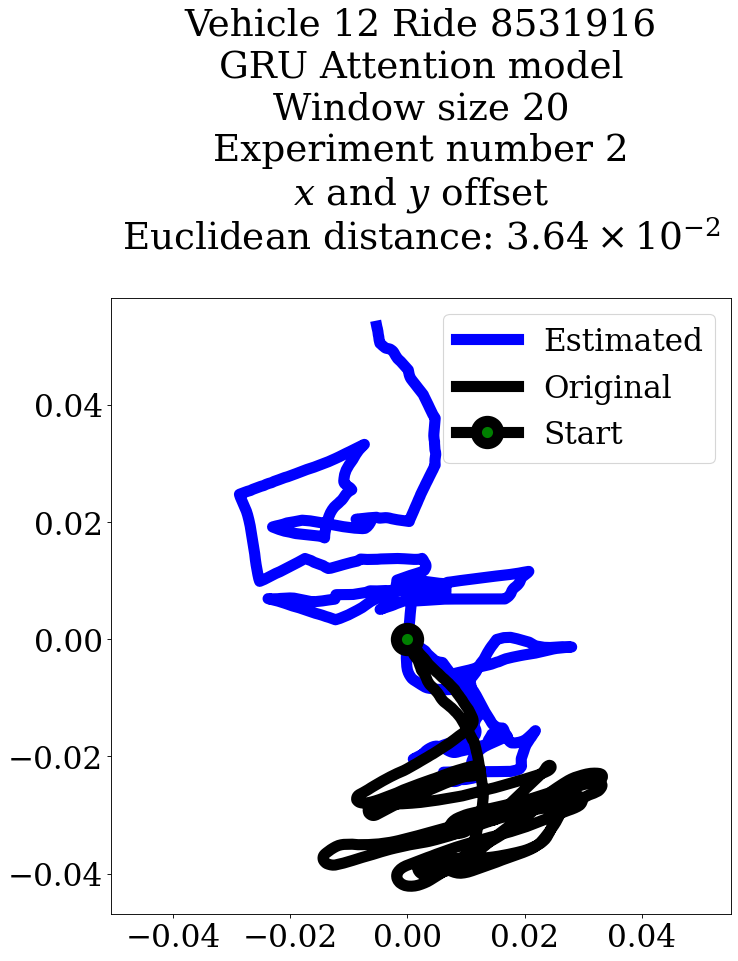 Vehicle 12 Ride 8531916
GRU Attention model
Window size 20
Experiment number 2
x and y offset
Euclidean distance: 3.64 × 10⁻²
Estimated
Original
Start
0.04
0.02
0.00
−0.02
−0.04
−0.04 −0.02 0.00 0.02 0.04